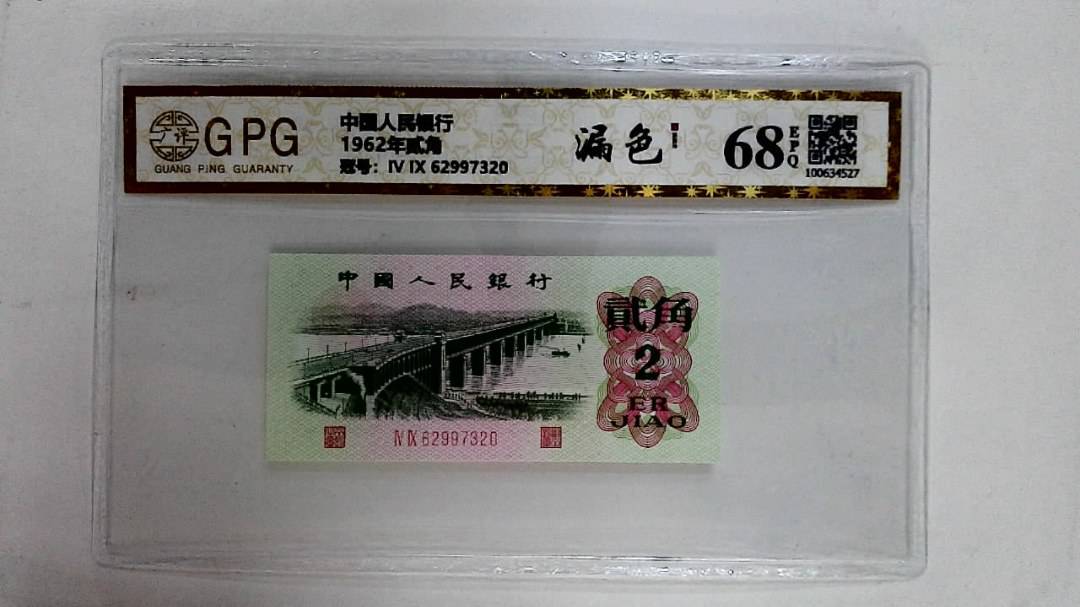 GPG
GUANG PING GUARANTY
中國人民銀行
1962年贰角
冠号：IV IX 62997320
漏色
68
EPQ
100634527
中國人民銀行
貳角
2
ER
JIAO
IV IX 62997320